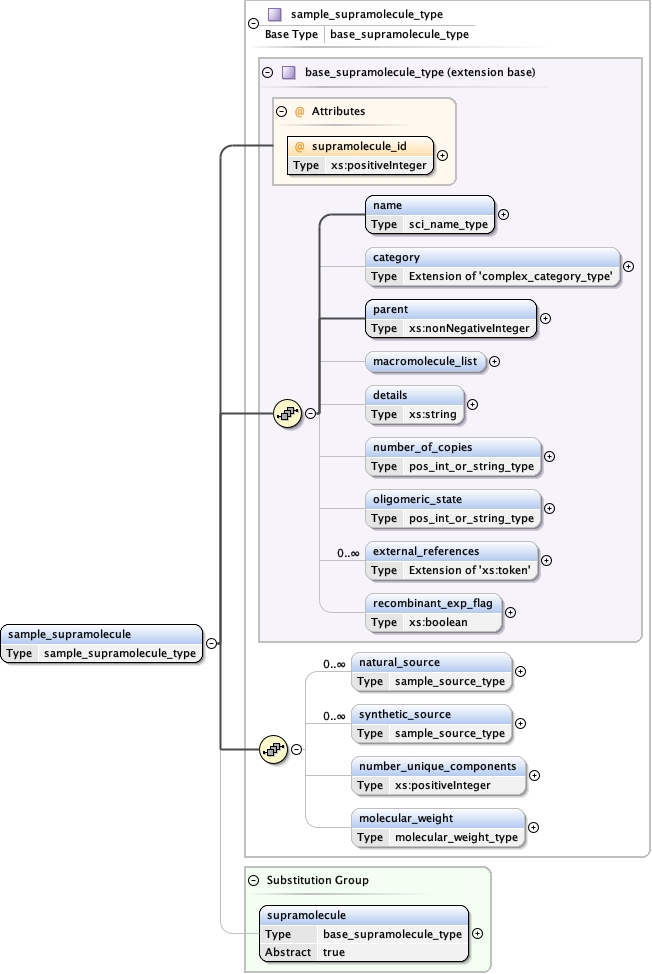 sample_supramolecule_type
Base Type base_supramolecule_type
base_supramolecule_type (extension base)
@ Attributes
@ supramolecule_id
Type xs:positiveInteger
name
Type sci_name_type
category
Type Extension of 'complex_category_type'
parent
Type xs:nonNegativeInteger
macromolecule_list
details
Type xs:string
number_of_copies
Type pos_int_or_string_type
oligomeric_state
Type pos_int_or_string_type
0..∞ external_references
Type Extension of 'xs:token'
recombinant_exp_flag
Type xs:boolean
sample_supramolecule
Type sample_supramolecule_type
0..∞ natural_source
Type sample_source_type
0..∞ synthetic_source
Type sample_source_type
number_unique_components
Type xs:positiveInteger
molecular_weight
Type molecular_weight_type
Substitution Group
supramolecule
Type base_supramolecule_type
Abstract true